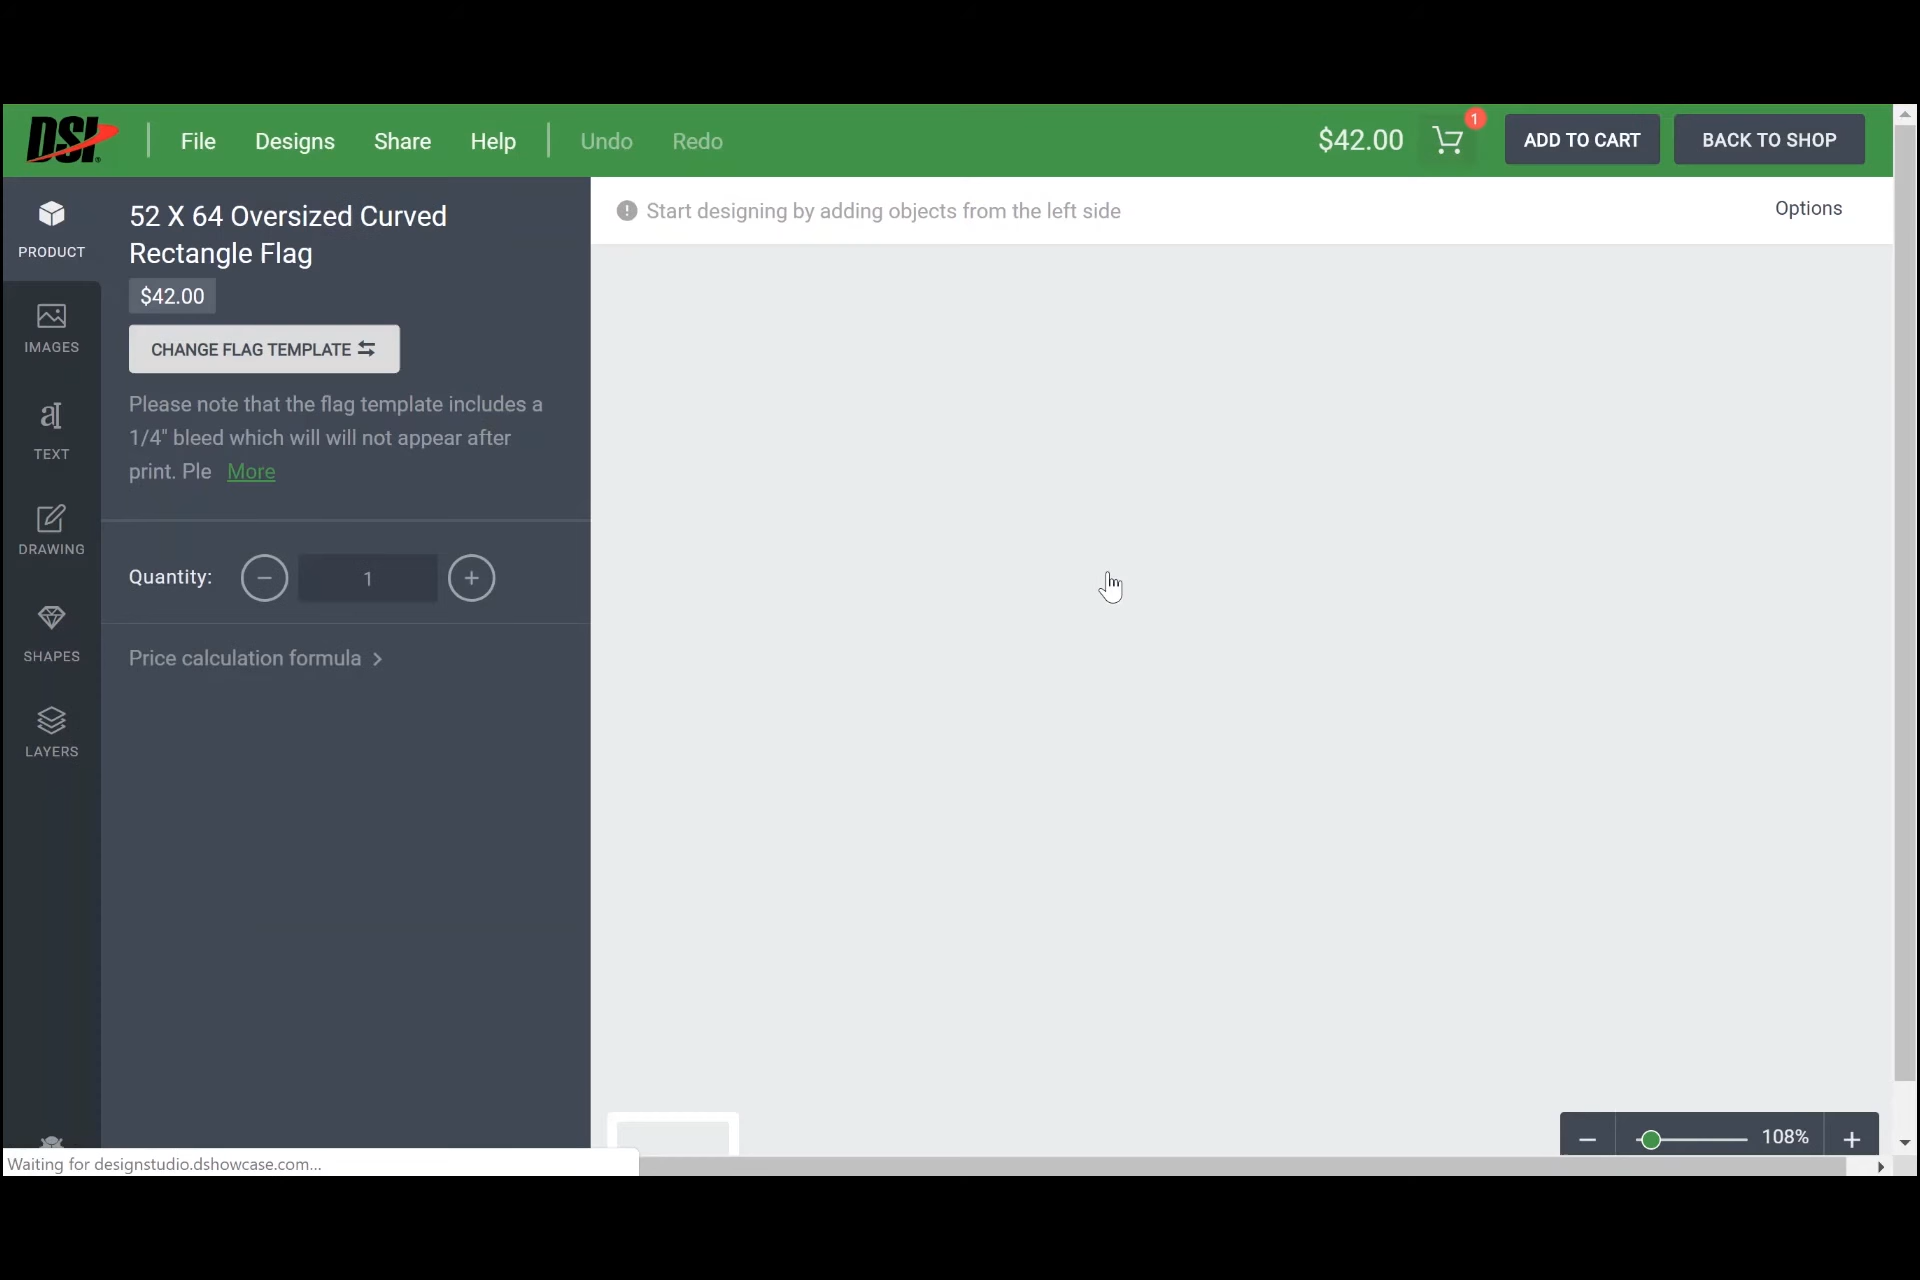 DSI
File
Designs
Share
Help
Undo
Redo
$42.00
1
ADD TO CART
BACK TO SHOP
PRODUCT
IMAGES
TEXT
DRAWING
SHAPES
LAYERS
52 X 64 Oversized Curved
Rectangle Flag
$42.00
CHANGE FLAG TEMPLATE
Please note that the flag template includes a
1/4" bleed which will will not appear after
print. Ple More
Quantity:
1
Price calculation formula
Start designing by adding objects from the left side
Options
108%
Waiting for designstudio.dshowcase.com...